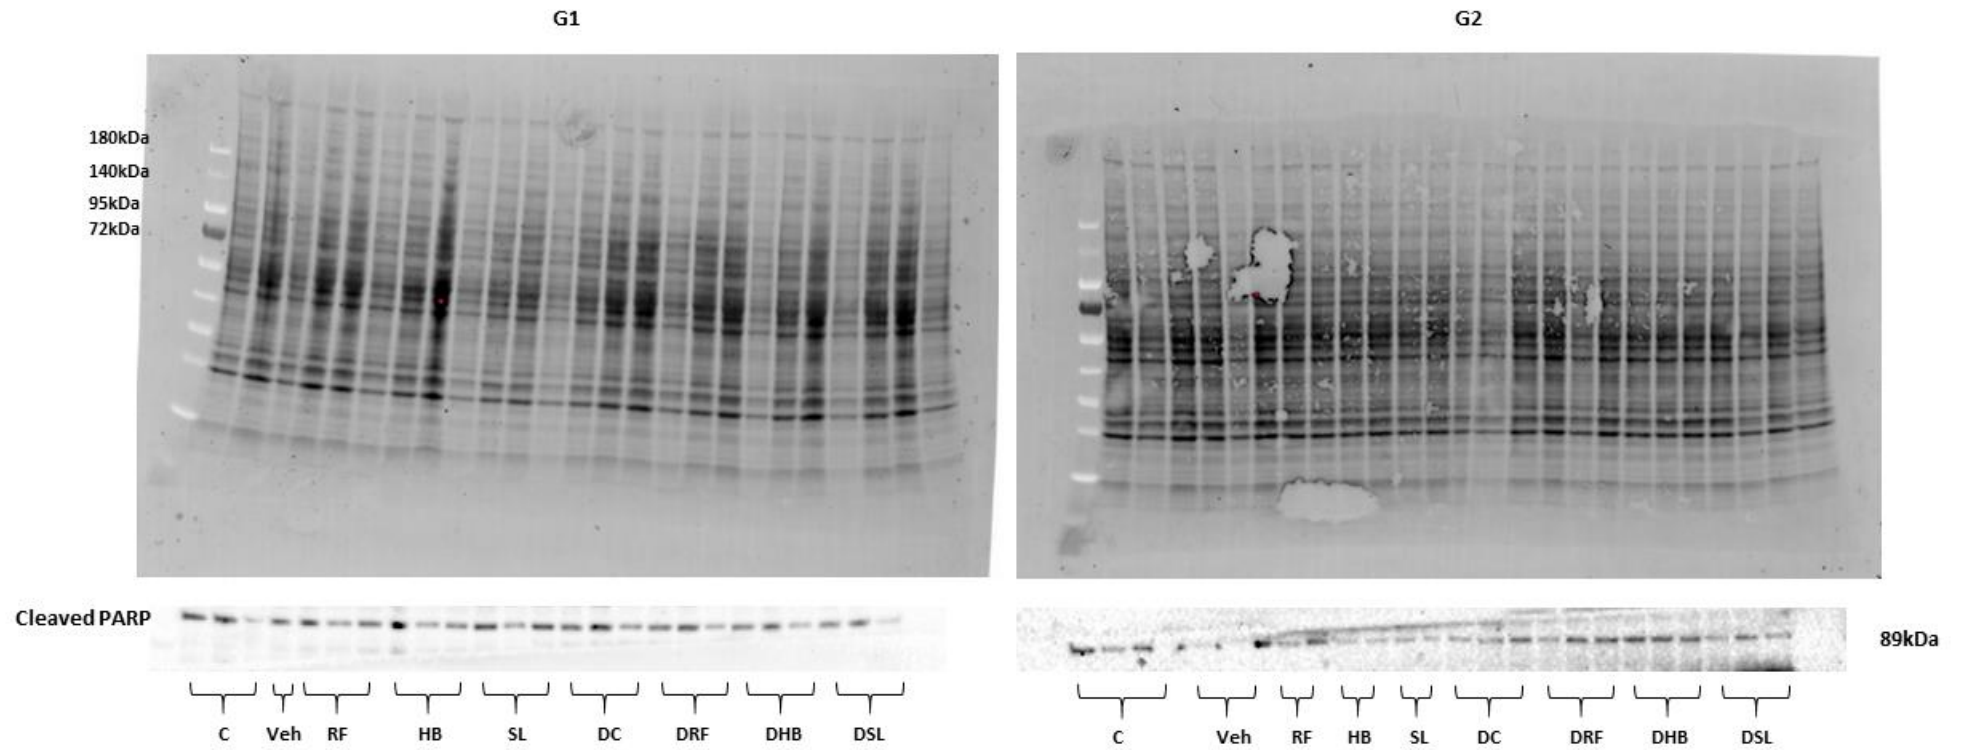 G1 G2
180kDa
140kDa
95kDa
72kDa
Cleaved PARP 89kDa
C Veh RF HB SL DC DRF DHB DSL C Veh RF HB SL DC DRF DHB DSL